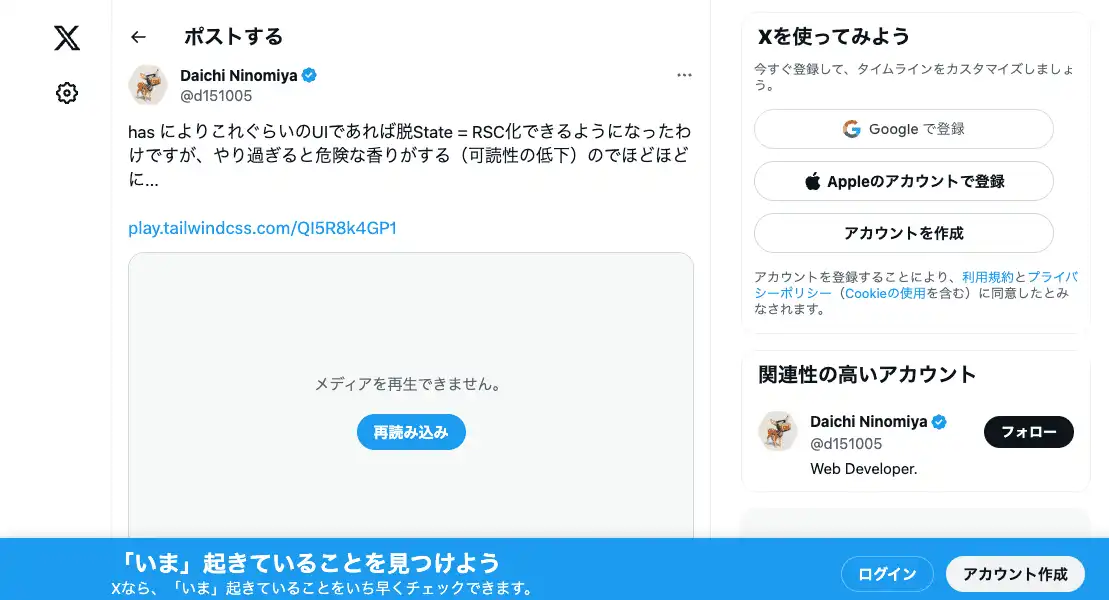 ポストする
Daichi Ninomiya
@d151005
has によりこれぐらいのUIであれば脱State = RSC化できるようになったわ
けですが、やり過ぎると危険な香りがする（可読性の低下）のでほどほど
に...
play.tailwindcss.com/QI5R8k4GP1
メディアを再生できません。
再読み込み
Xを使ってみよう
今すぐ登録して、タイムラインをカスタマイズしましょ
う。
Google で登録
Appleのアカウントで登録
アカウントを作成
アカウントを登録することにより、利用規約とプライバ
シーポリシー（Cookieの使用を含む）に同意したとみ
なされます。
関連性の高いアカウント
Daichi Ninomiya
@d151005
フォロー
Web Developer.
「いま」起きていることを見つけよう
Xなら、「いま」起きていることをいち早くチェックできます。
ログイン
アカウント作成